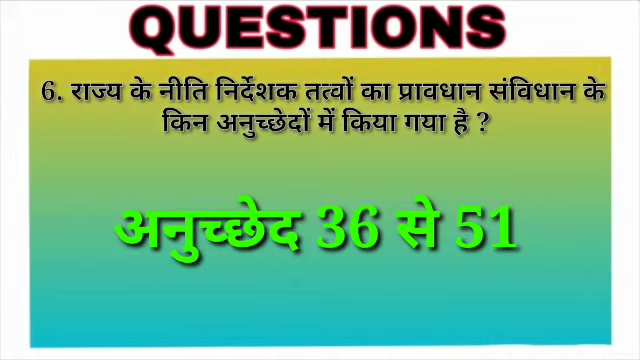 QUESTIONS
6. राज्य के नीति निर्देशक तत्वों का प्रावधान संविधान के
किन अनुच्छेदों में किया गया है ?
अनुच्छेद 36 से 51